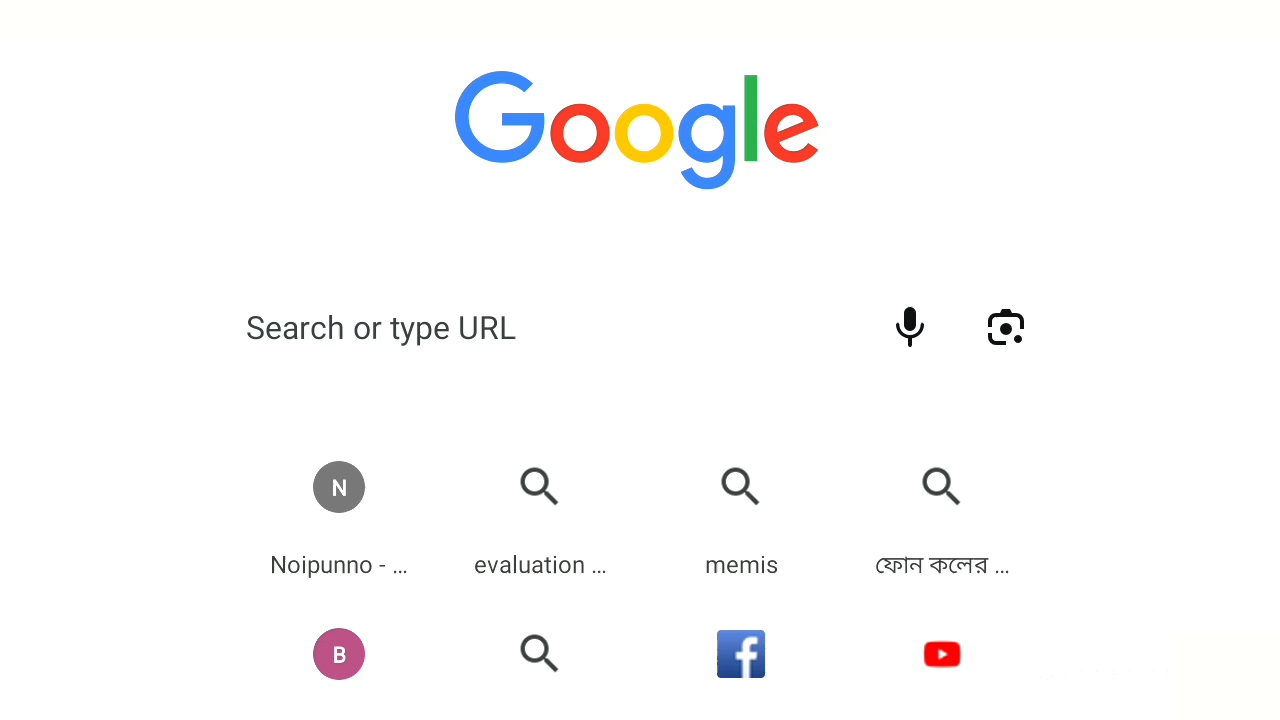 Google
Search or type URL
N
Noipunno - ...
evaluation ...
memis
ফোন কলের ...
B
f